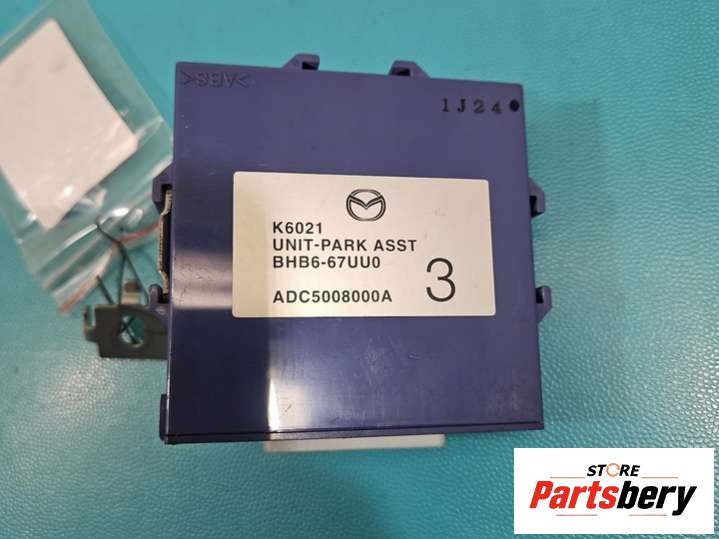 >ABS<
1J24
K6021
UNIT-PARK ASST
BHB6-67UU0
ADC5008000A
3
STORE
Partsbery